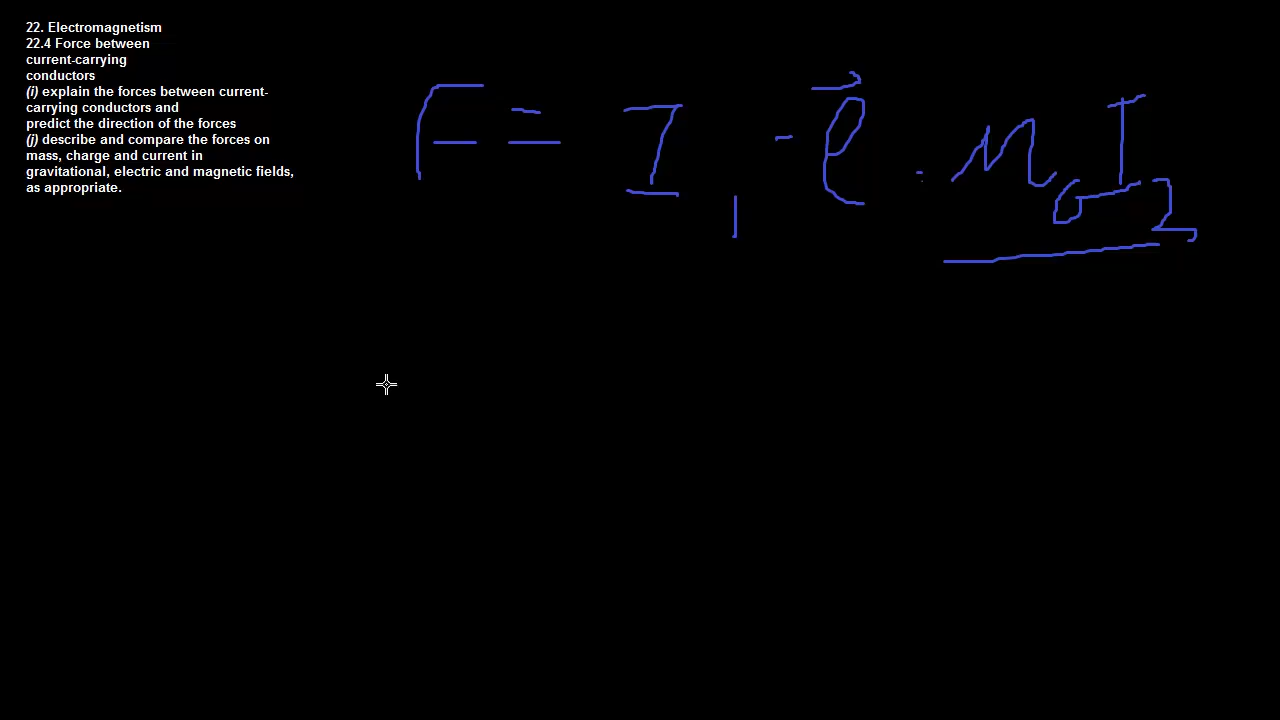 22. Electromagnetism
22.4 Force between
current-carrying
conductors
(i) explain the forces between current-
carrying conductors and
predict the direction of the forces
(j) describe and compare the forces on
mass, charge and current in
gravitational, electric and magnetic fields,
as appropriate.
F = I₁ · ℓ⃗ · μ₀ I₂